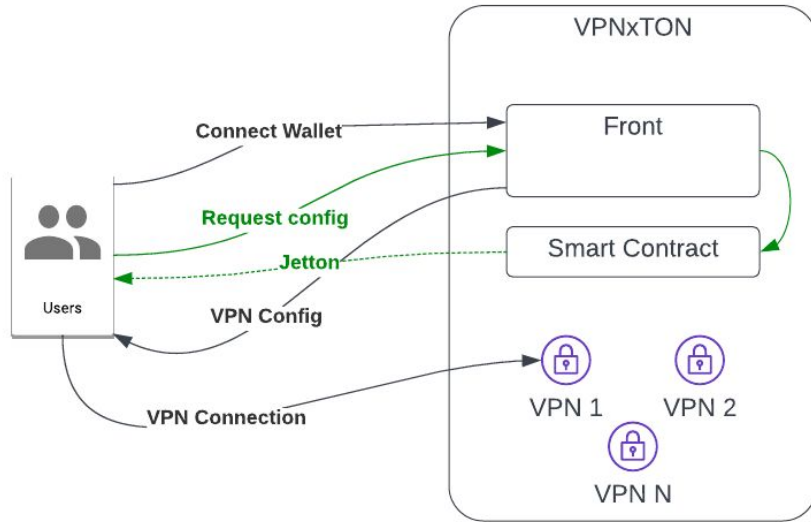 VPNxTON
Connect Wallet
Front
Request config
Smart Contract
Jetton
Users
VPN Config
VPN Connection
VPN 1
VPN 2
VPN N